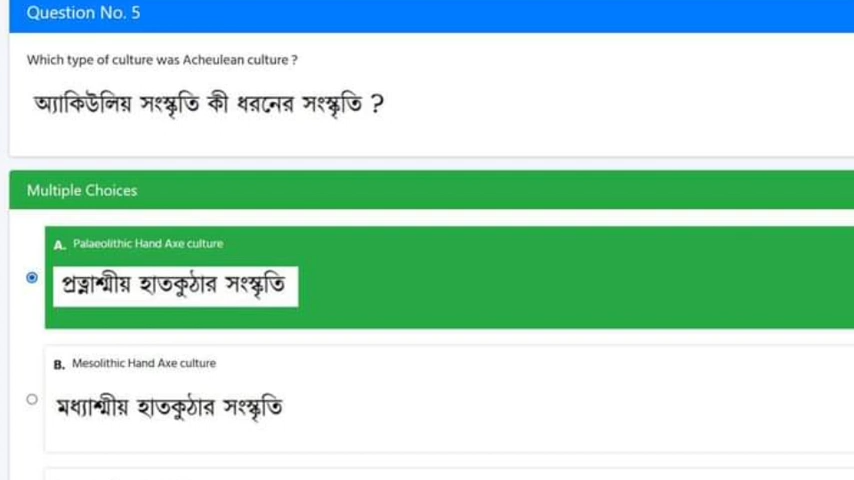 Question No. 5
Which type of culture was Acheulean culture ?
অ্যাকিউলিয় সংস্কৃতি কী ধরনের সংস্কৃতি ?
Multiple Choices
A. Palaeolithic Hand Axe culture
প্রত্নাশ্মীয় হাতকুঠার সংস্কৃতি
B. Mesolithic Hand Axe culture
মধ্যাশ্মীয় হাতকুঠার সংস্কৃতি